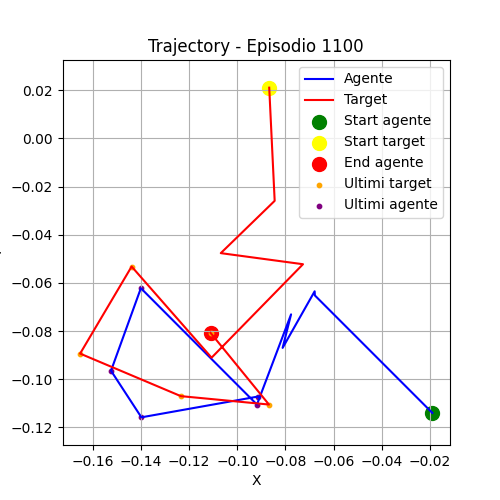 Trajectory - Episodio 1100
Agente
Target
Start agente
Start target
End agente
Ultimi target
Ultimi agente
0.02
0.00
−0.02
−0.04
−0.06
−0.08
−0.10
−0.12
−0.16 −0.14 −0.12 −0.10 −0.08 −0.06 −0.04 −0.02
X